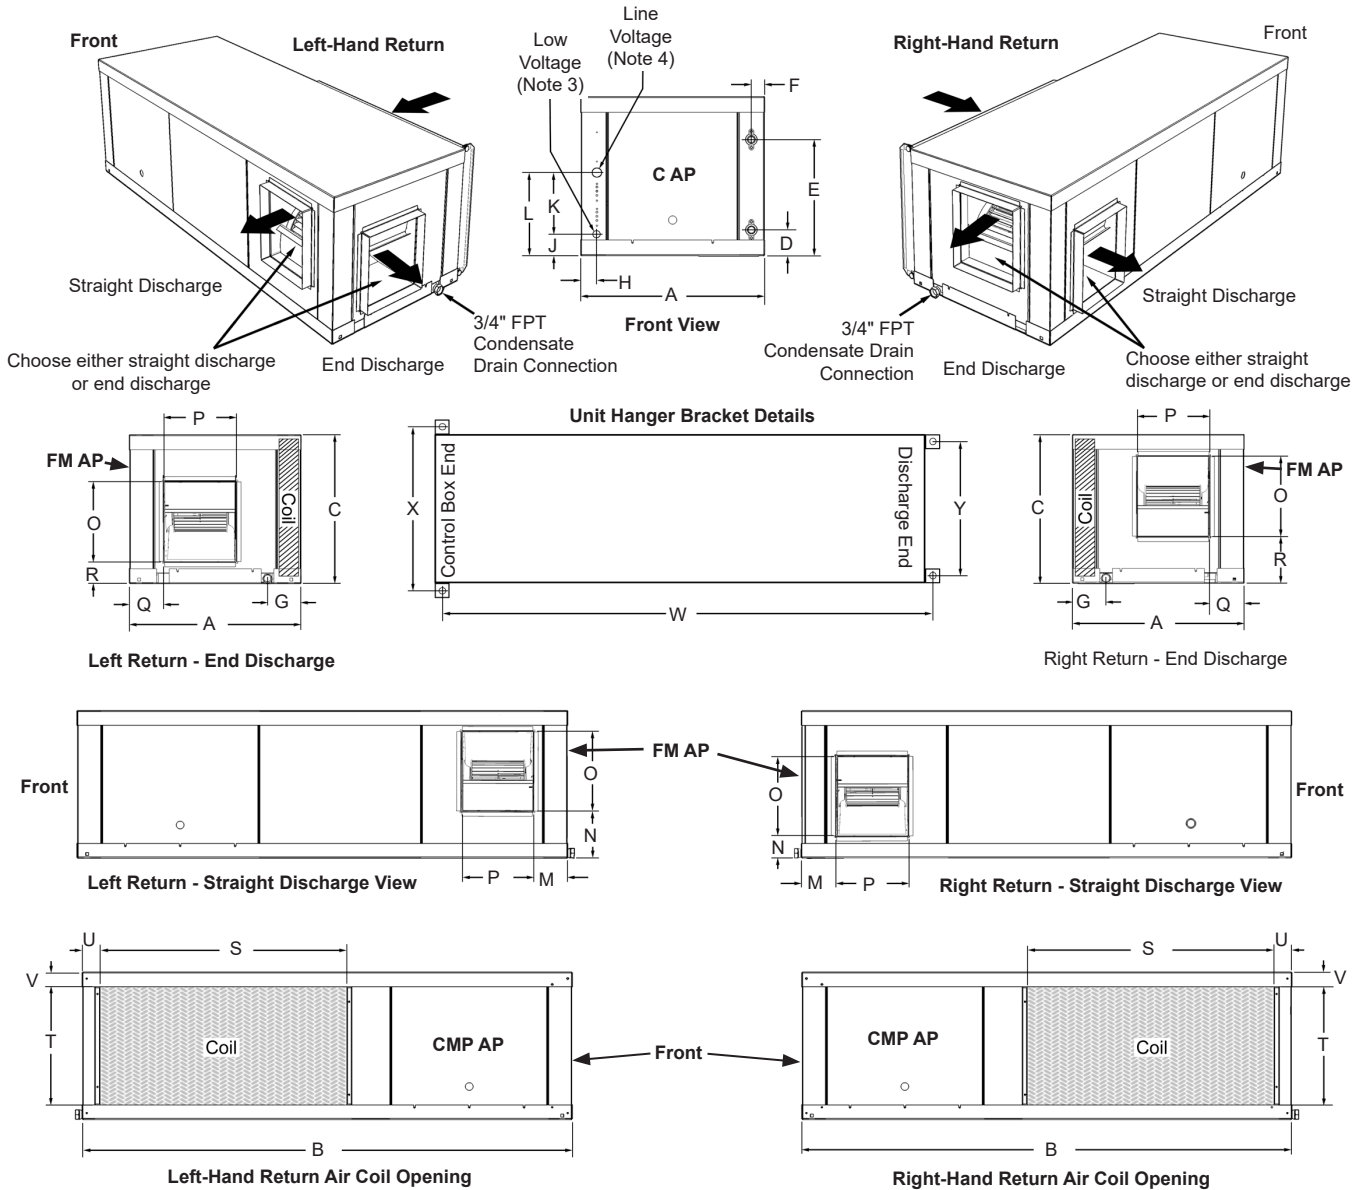 Front
Left-Hand Return
Low
Voltage
(Note 3)
Line
Voltage
(Note 4)
Right-Hand Return
Front
F
C AP
E
L
K
J
D
H
A
Front View
Straight Discharge
Choose either straight discharge
or end discharge
End Discharge
3/4" FPT
Condensate
Drain Connection
3/4" FPT
Condensate Drain
Connection
End Discharge
Straight Discharge
Choose either straight
discharge or end discharge
P
FM AP
O
Coil
C
R
Q
G
A
Left Return - End Discharge
Unit Hanger Bracket Details
X
Control Box End
Discharge End
Y
W
P
FM AP
C
Coil
O
R
G
Q
A
Right Return - End Discharge
Front
FM AP
O
N
P
M
Left Return - Straight Discharge View
O
N
M
P
Front
Right Return - Straight Discharge View
U
S
V
T
Coil
CMP AP
B
Left-Hand Return Air Coil Opening
Front
S
U
V
CMP AP
Coil
T
B
Right-Hand Return Air Coil Opening